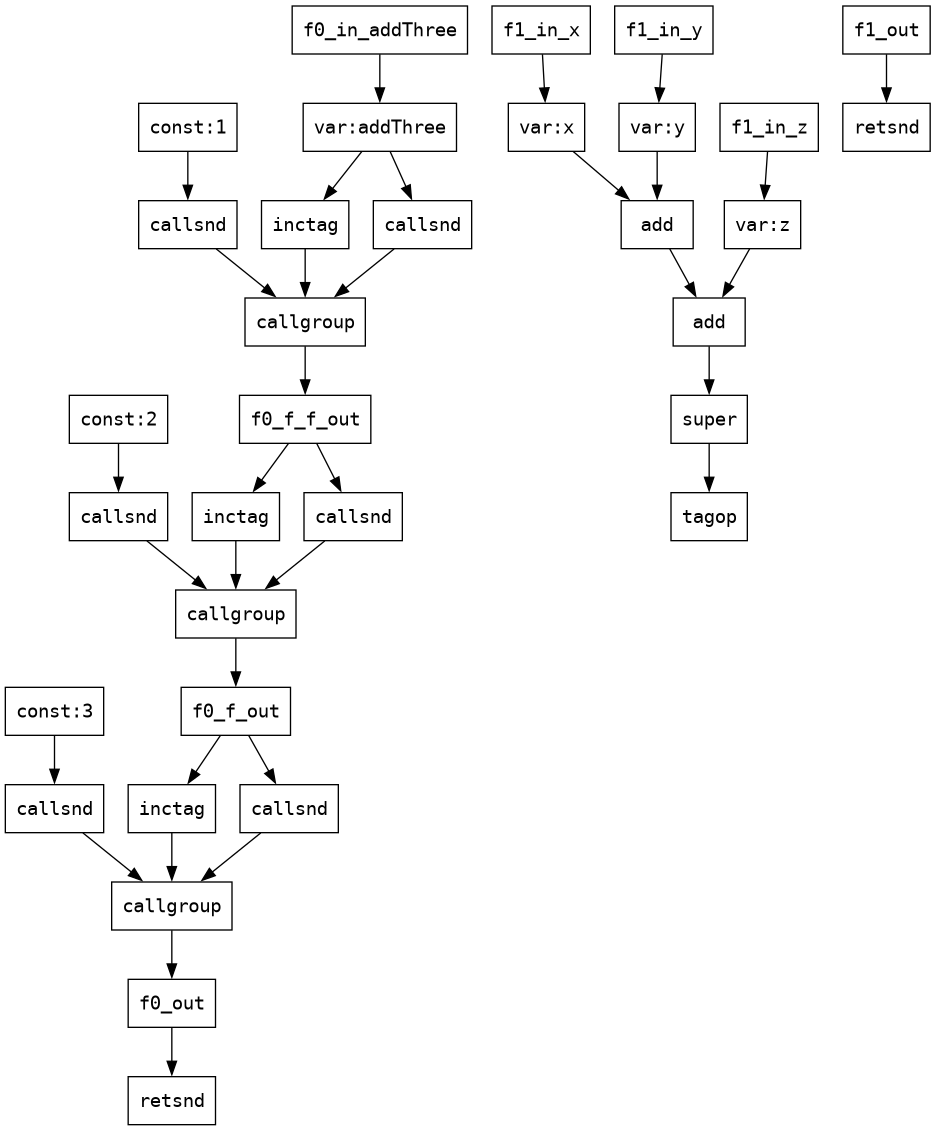 f0_in_addThree
f1_in_x
f1_in_y
f1_out
const:1
var:addThree
var:x
var:y
f1_in_z
retsnd
callsnd
inctag
callsnd
add
var:z
callgroup
add
const:2
f0_f_f_out
super
callsnd
inctag
callsnd
tagop
callgroup
const:3
f0_f_out
callsnd
inctag
callsnd
callgroup
f0_out
retsnd